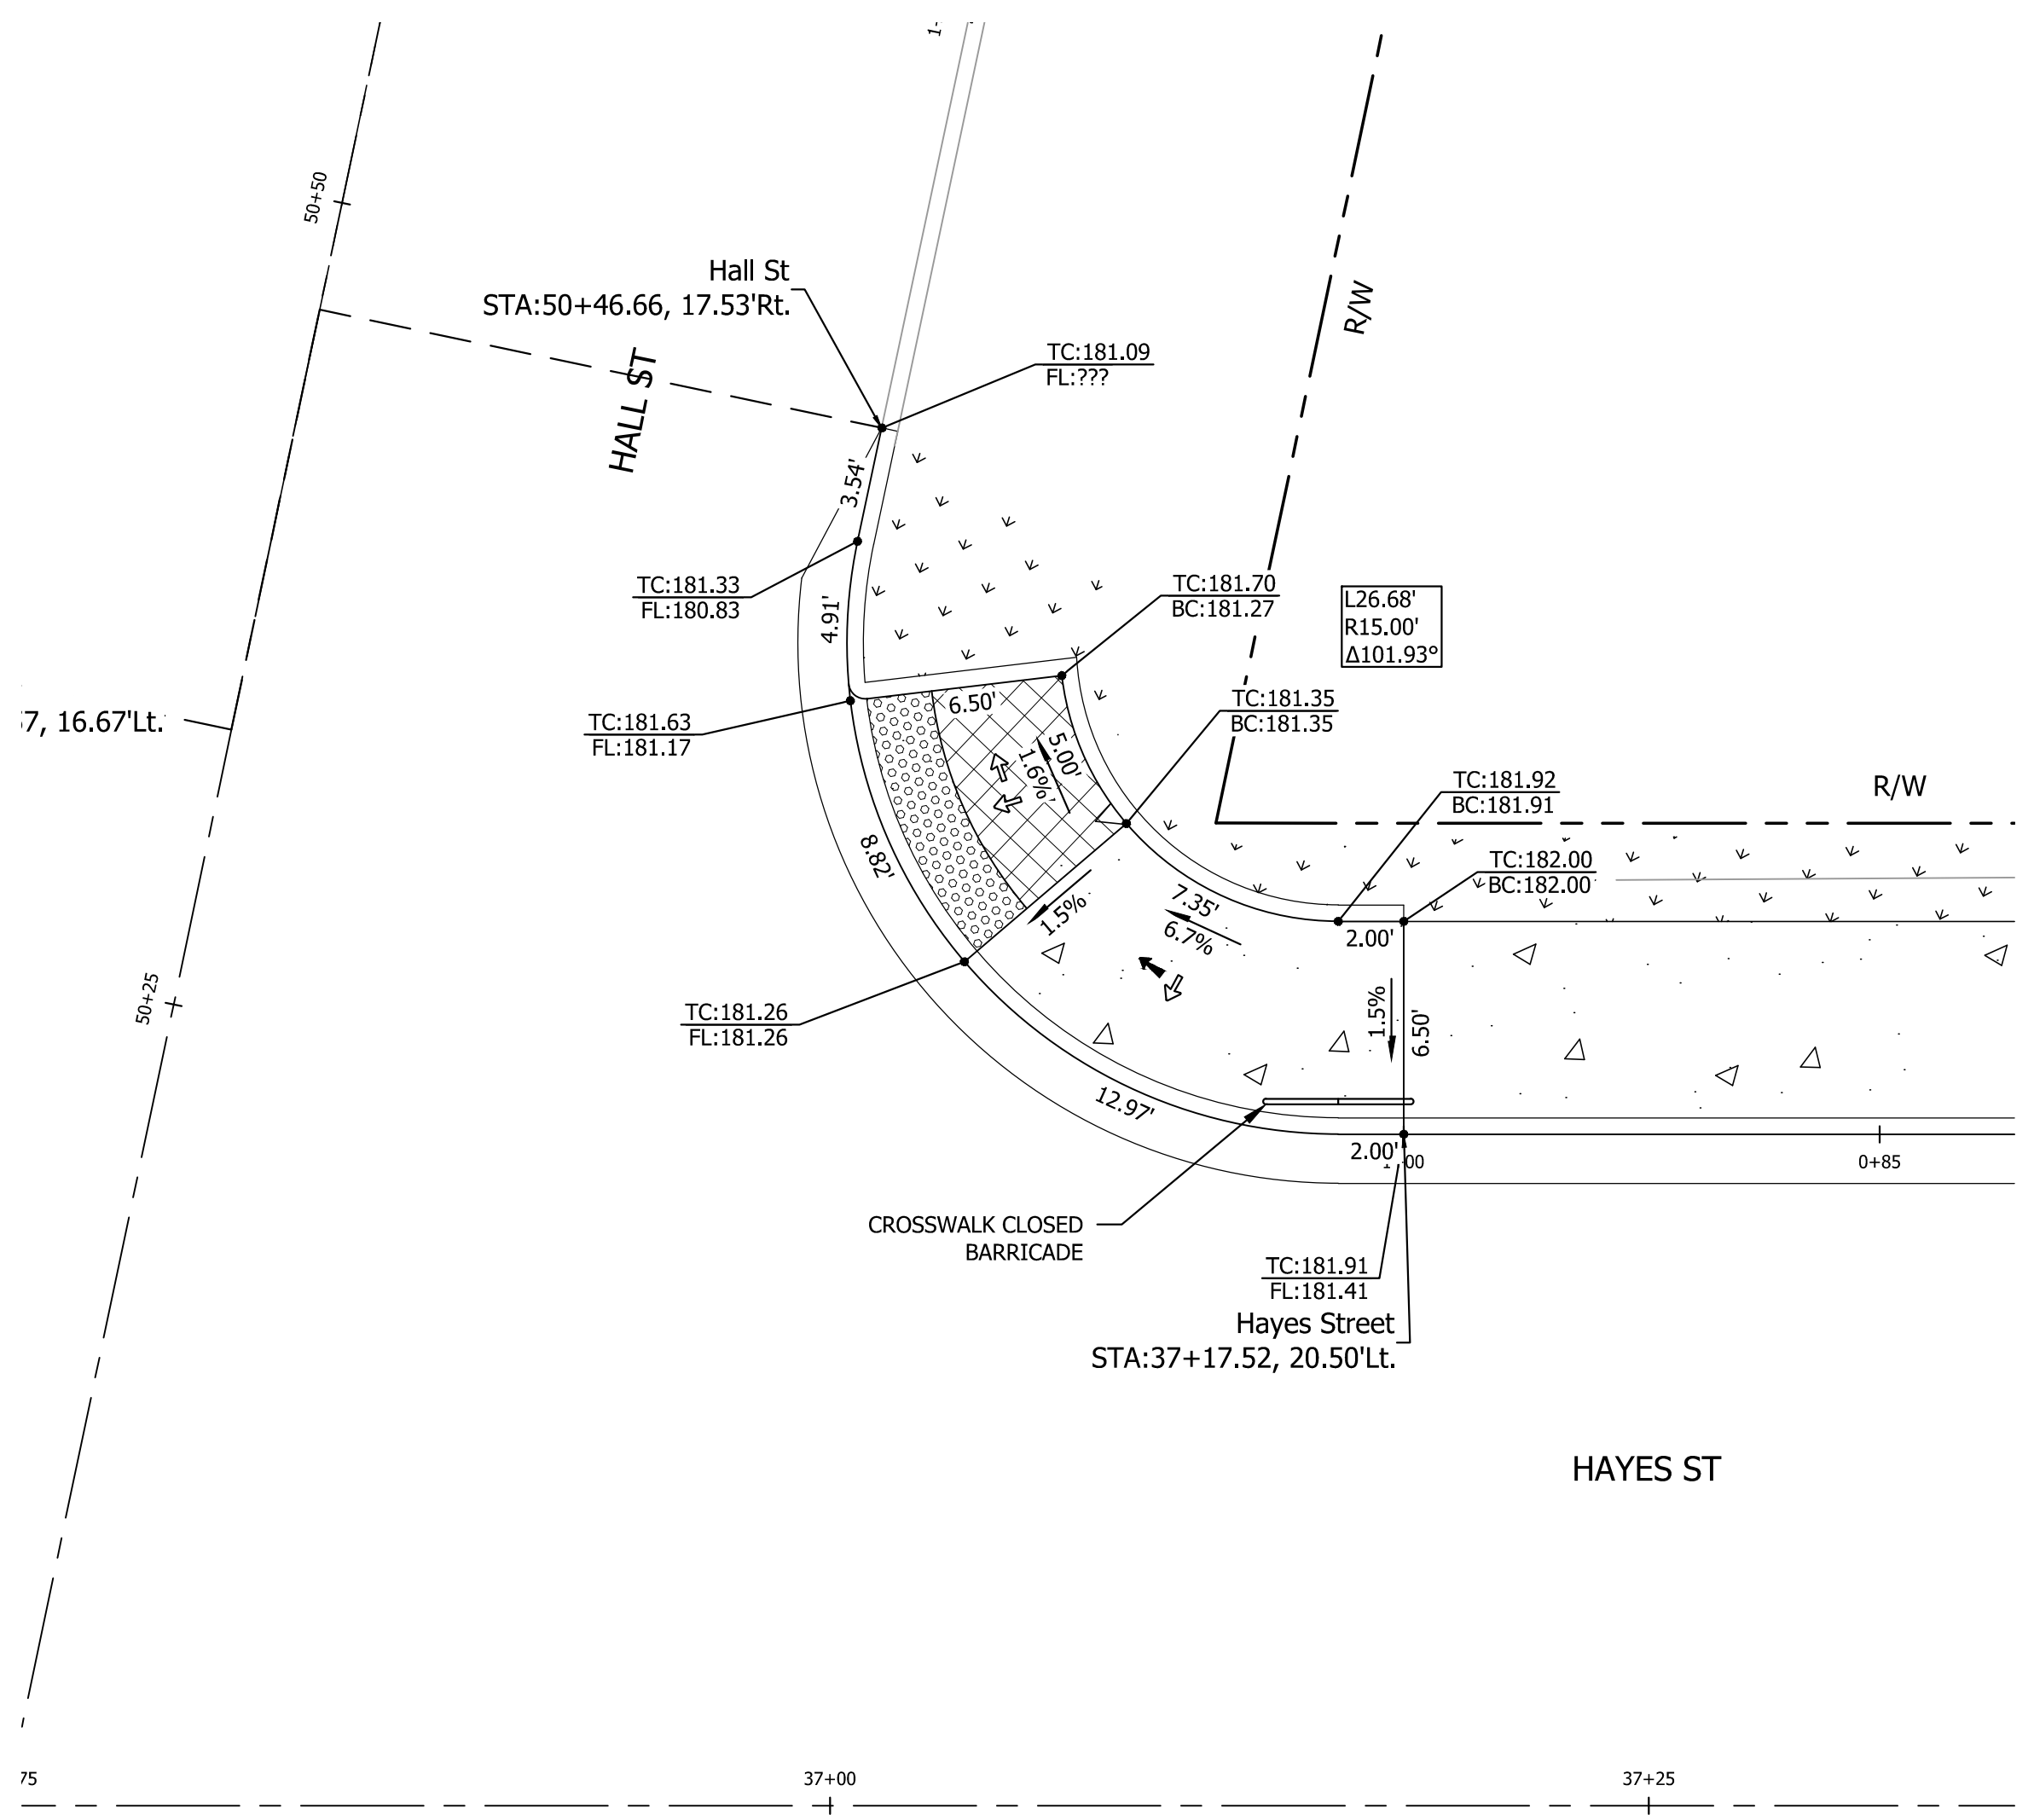 1-
50+50
Hall St
STA:50+46.66, 17.53'Rt.
HALL ST
R/W
TC:181.09
FL:???
3.54'
TC:181.33
FL:180.83
4.91'
TC:181.70
BC:181.27
L26.68'
R15.00'
Δ101.93°
7, 16.67'Lt.
TC:181.63
FL:181.17
6.50'
TC:181.35
BC:181.35
5.00'
1.6%'
R/W
TC:181.92
BC:181.91
8.82'
TC:182.00
BC:182.00
1.5%
7.35'
6.7%
2.00'
50+25
TC:181.26
FL:181.26
1.5%
6.50'
12.97'
2.00'
00
0+85
CROSSWALK CLOSED
BARRICADE
TC:181.91
FL:181.41
Hayes Street
STA:37+17.52, 20.50'Lt.
HAYES ST
75
37+00
37+25